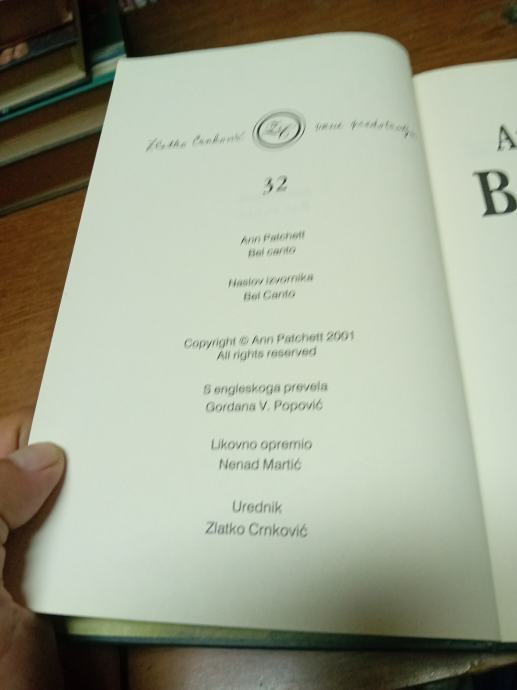 Zlatko Crnković ZC vam predstavlja
32
Ann Patchett
Bel canto
Naslov izvornika
Bel Canto
Copyright © Ann Patchett 2001
All rights reserved
S engleskoga prevela
Gordana V. Popović
Likovno opremio
Nenad Martić
Urednik
Zlatko Crnković
A
B